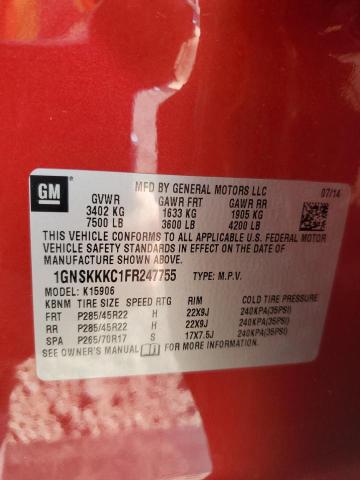 GM
MFD BY GENERAL MOTORS LLC 07/14
GVWR GAWR FRT GAWR RR
3402 KG 1633 KG 1905 KG
7500 LB 3600 LB 4200 LB
THIS VEHICLE CONFORMS TO ALL APPLICABLE U.S. FEDERAL MOTOR
VEHICLE SAFETY STANDARDS IN EFFECT ON THE DATE OF
MANUFACTURE SHOWN ABOVE.
1GNSKKKC1FR247755 TYPE: M.P.V.
MODEL: K15906
KBNM TIRE SIZE SPEED RTG RIM COLD TIRE PRESSURE
FRT P285/45R22 H 22X9J 240KPA(35PSI)
RR P285/45R22 H 22X9J 240KPA(35PSI)
SPA P265/70R17 S 17X7.5J 240KPA(35PSI)
SEE OWNER'S MANUAL